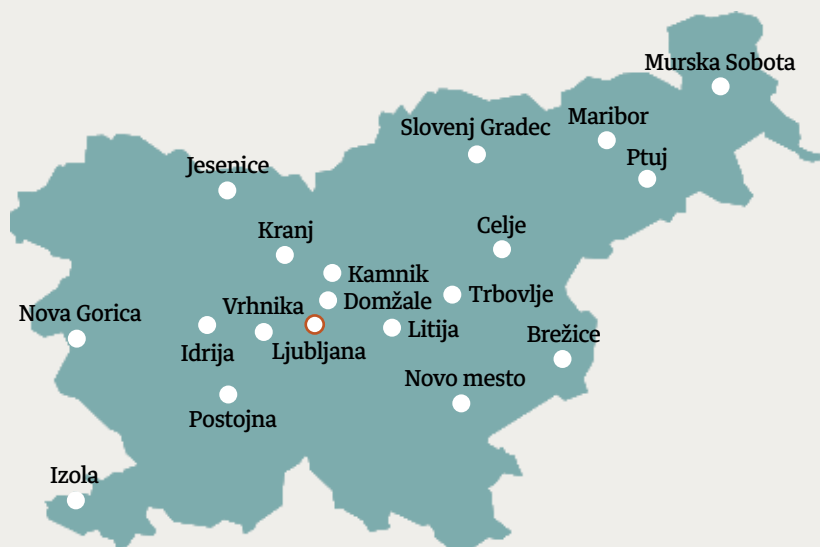 Murska Sobota
Maribor
Slovenj Gradec
Ptuj
Jesenice
Celje
Kranj
Kamnik
Trbovlje
Domžale
Vrhnika
Nova Gorica
Litija
Brežice
Idrija
Ljubljana
Novo mesto
Postojna
Izola